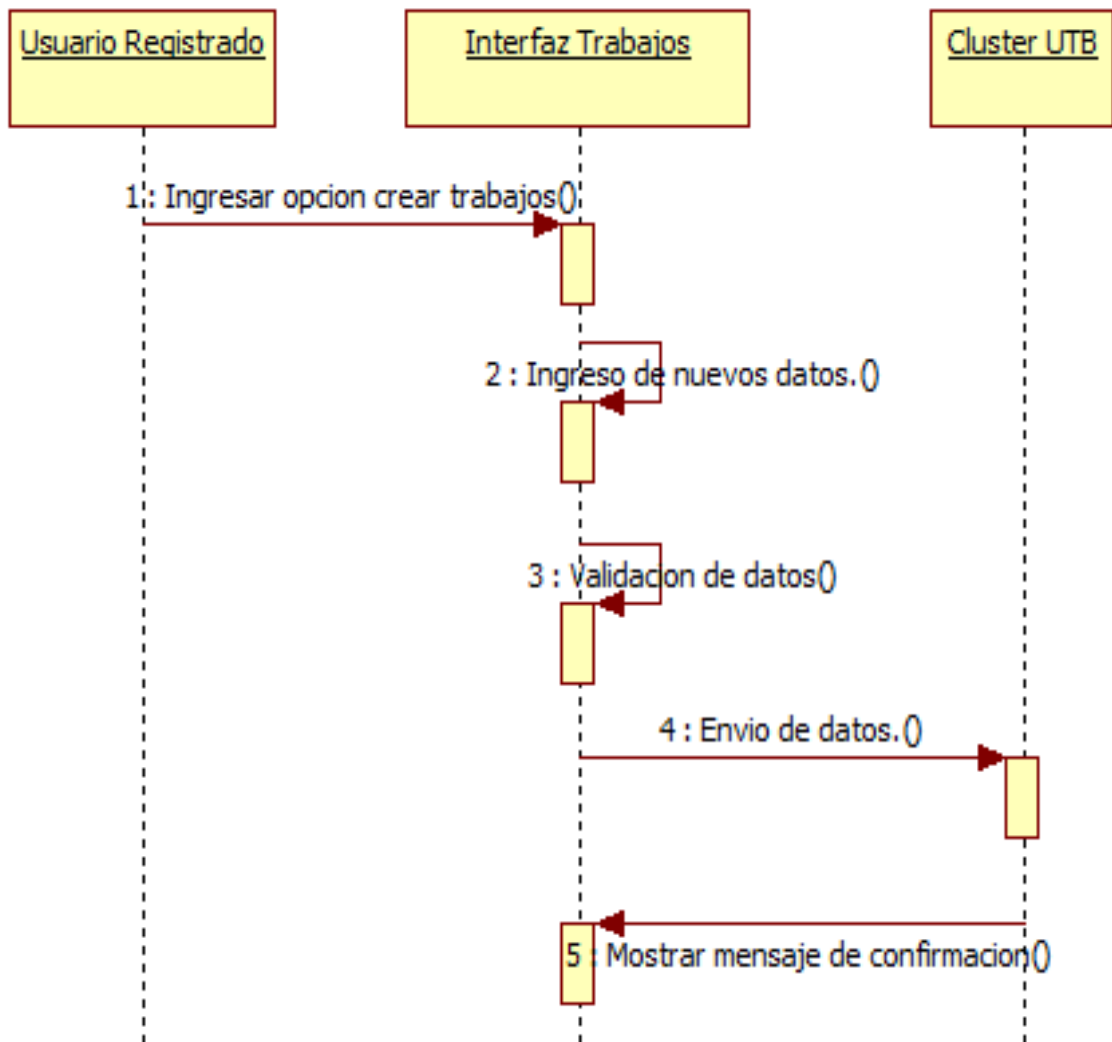 Usuario Registrado
Interfaz Trabajos
Cluster UTB
1 : Ingresar opcion crear trabajos()
2 : Ingreso de nuevos datos.()
3 : Validacion de datos()
4 : Envio de datos.()
5 : Mostrar mensaje de confirmacion()